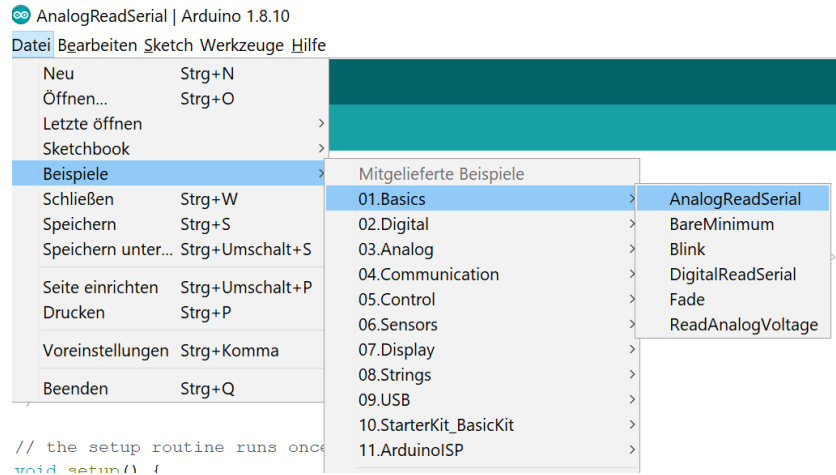 AnalogReadSerial | Arduino 1.8.10
Datei Bearbeiten Sketch Werkzeuge Hilfe
Neu Strg+N
Öffnen... Strg+O
Letzte öffnen
Sketchbook
Beispiele
Schließen Strg+W
Speichern Strg+S
Speichern unter... Strg+Umschalt+S
Seite einrichten Strg+Umschalt+P
Drucken Strg+P
Voreinstellungen Strg+Komma
Beenden Strg+Q
Mitgelieferte Beispiele
01.Basics
02.Digital
03.Analog
04.Communication
05.Control
06.Sensors
07.Display
08.Strings
09.USB
10.StarterKit_BasicKit
11.ArduinoISP
AnalogReadSerial
BareMinimum
Blink
DigitalReadSerial
Fade
ReadAnalogVoltage
// the setup routine runs once
void setup() {